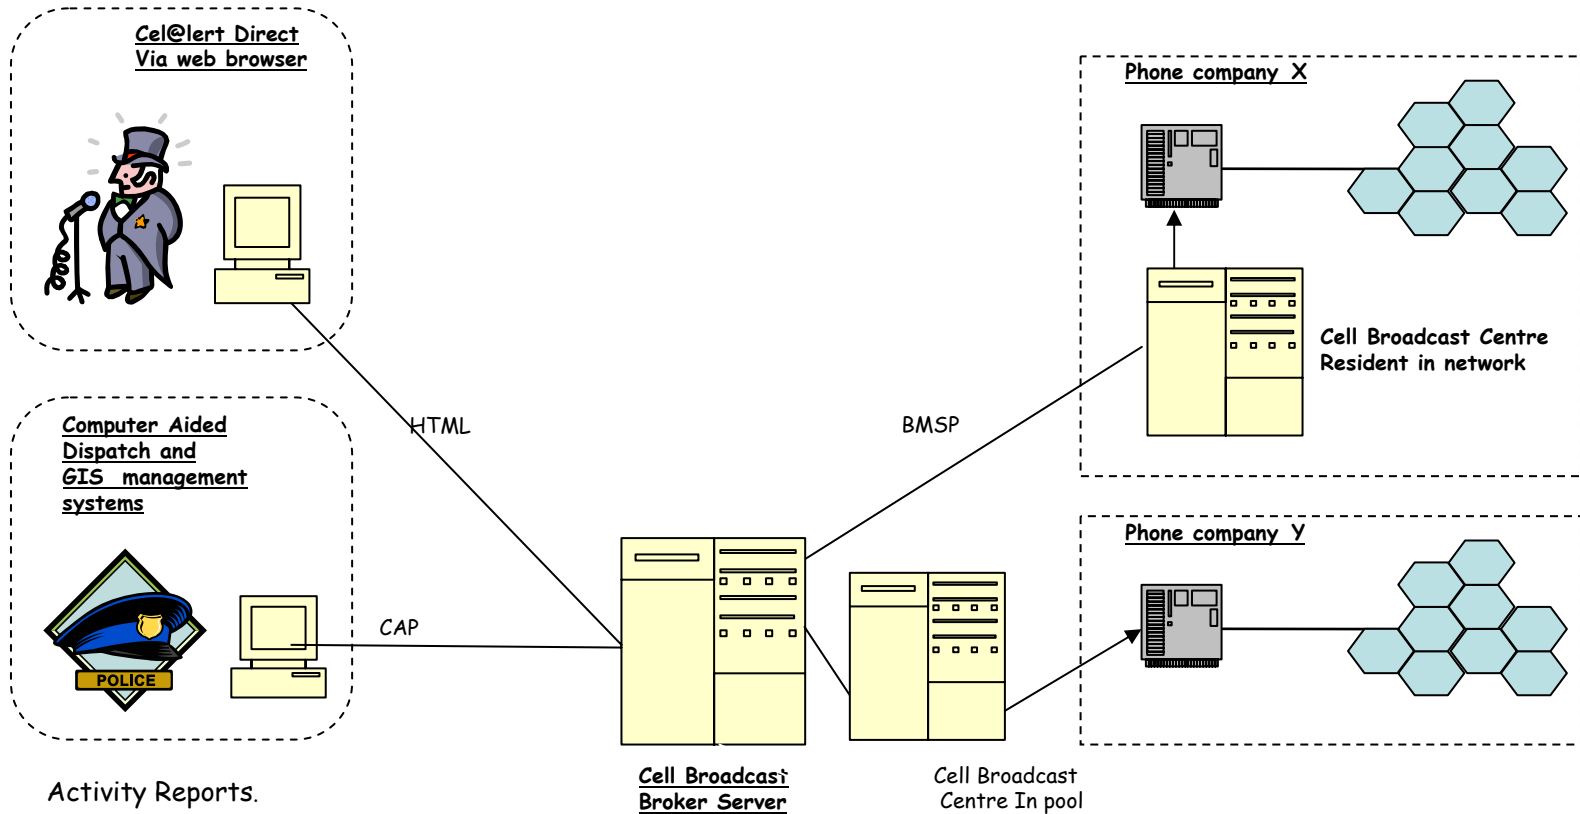 Cel@lert Direct
Via web browser
Phone company X
Cell Broadcast Centre
Resident in network
HTML
BMSP
Computer Aided
Dispatch and
GIS management
systems
POLICE
CAP
Phone company Y
Cell Broadcast
Broker Server
Cell Broadcast
Centre In pool
Activity Reports.